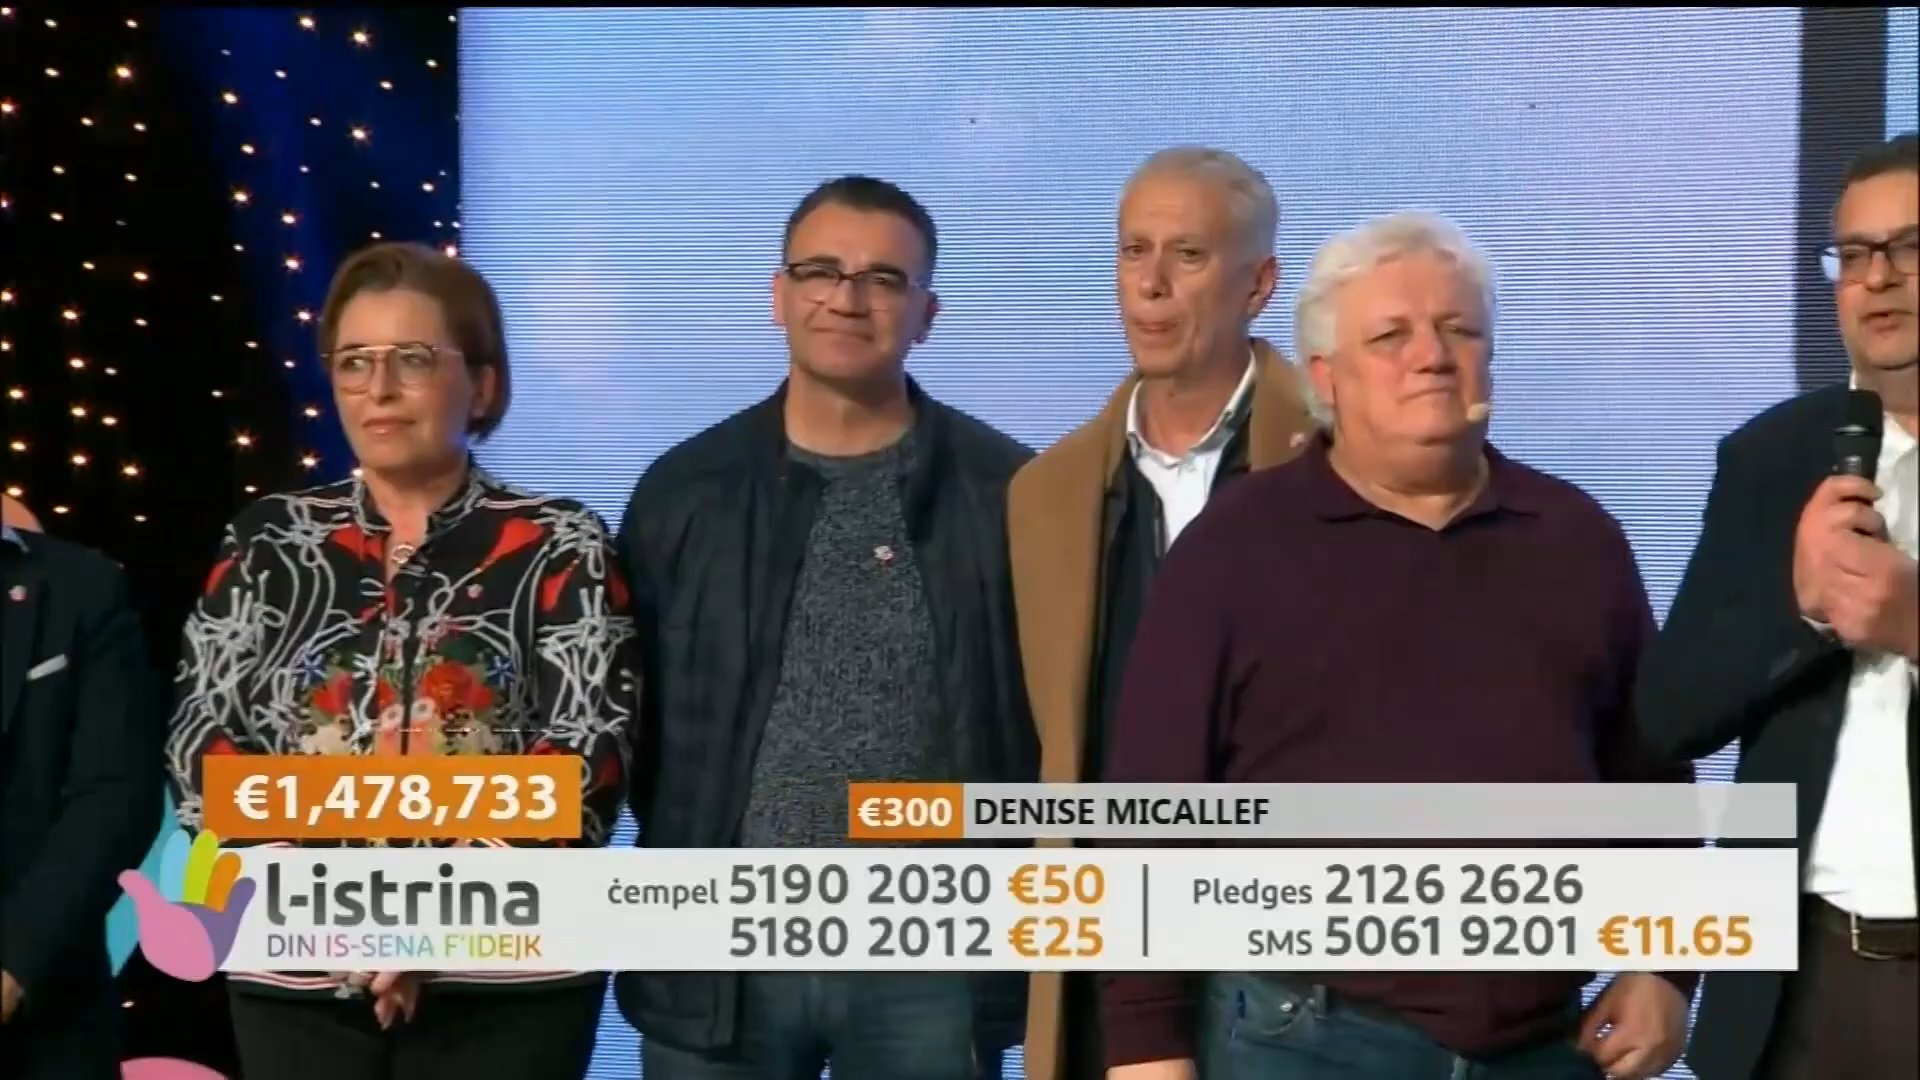 €1,478,733
€300 DENISE MICALLEF
l-istrina
DIN IS-SENA F'IDEJK
ċempel 5190 2030 €50
5180 2012 €25
Pledges 2126 2626
SMS 5061 9201 €11.65